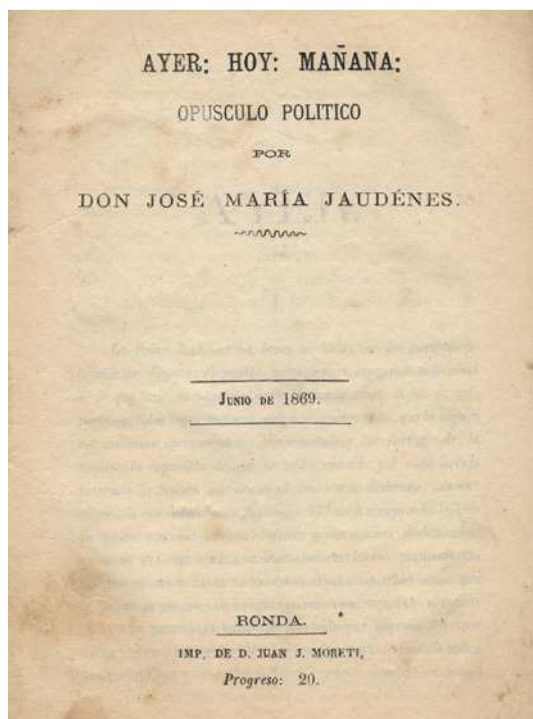 AYER: HOY: MAÑANA:
OPUSCULO POLITICO
POR
DON JOSÉ MARÍA JAUDÉNES.
JUNIO DE 1869.
RONDA.
IMP. DE D. JUAN J. MORETI,
Progreso: 20.